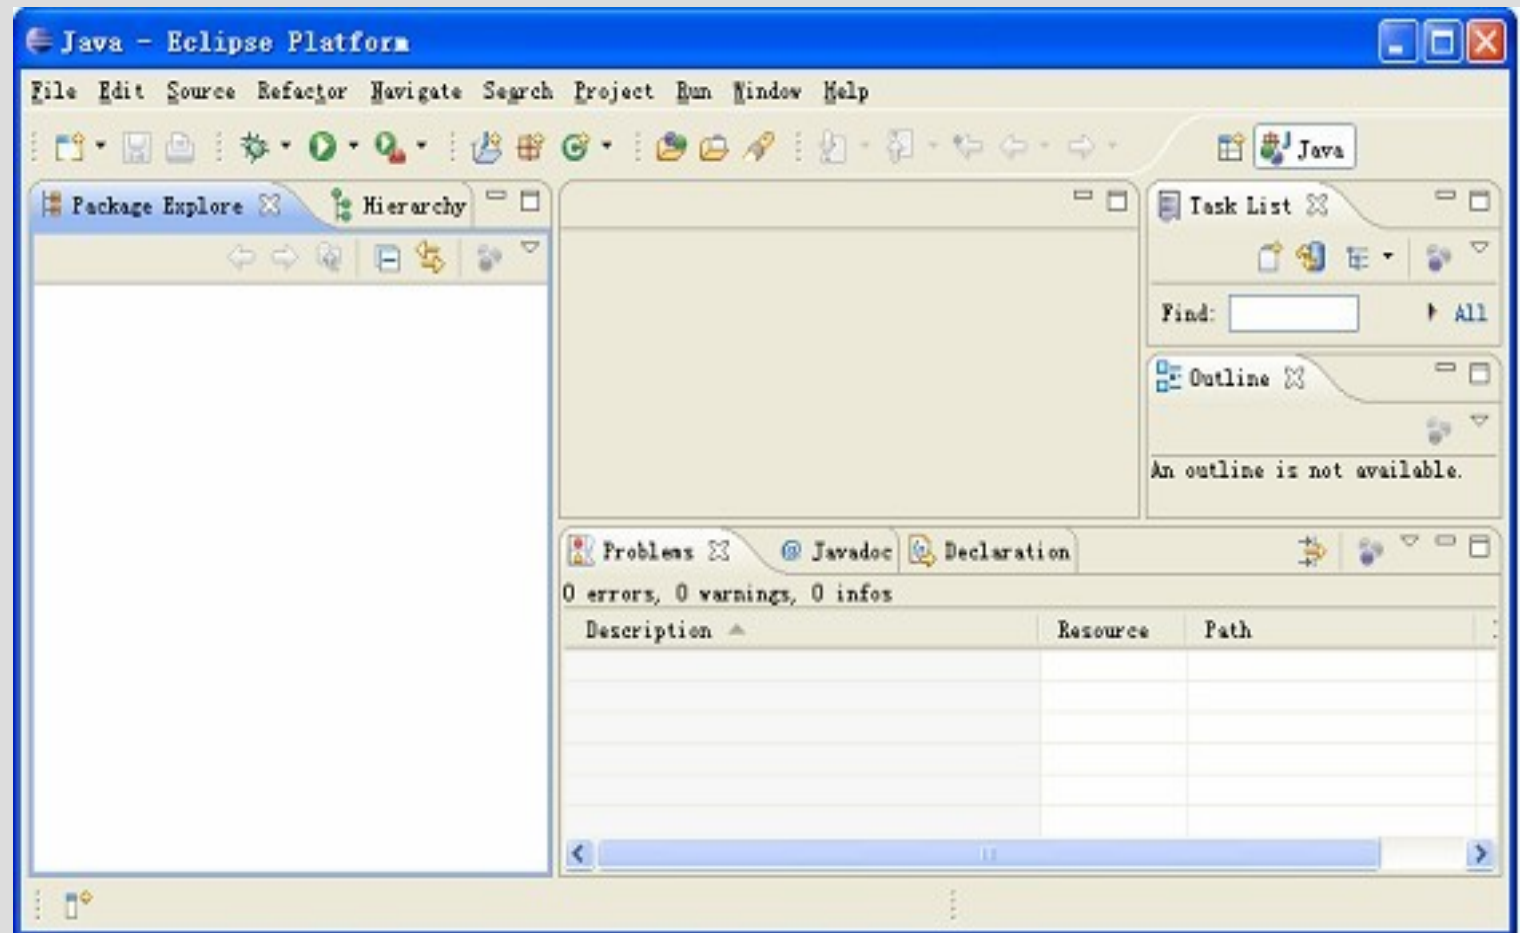 Java - Eclipse Platform
File Edit Source Refactor Navigate Search Project Run Window Help
Java
Package Explore Hierarchy
Task List
Find: All
Outline
An outline is not available.
Problems @ Javadoc Declaration
0 errors, 0 warnings, 0 infos
Description Resource Path